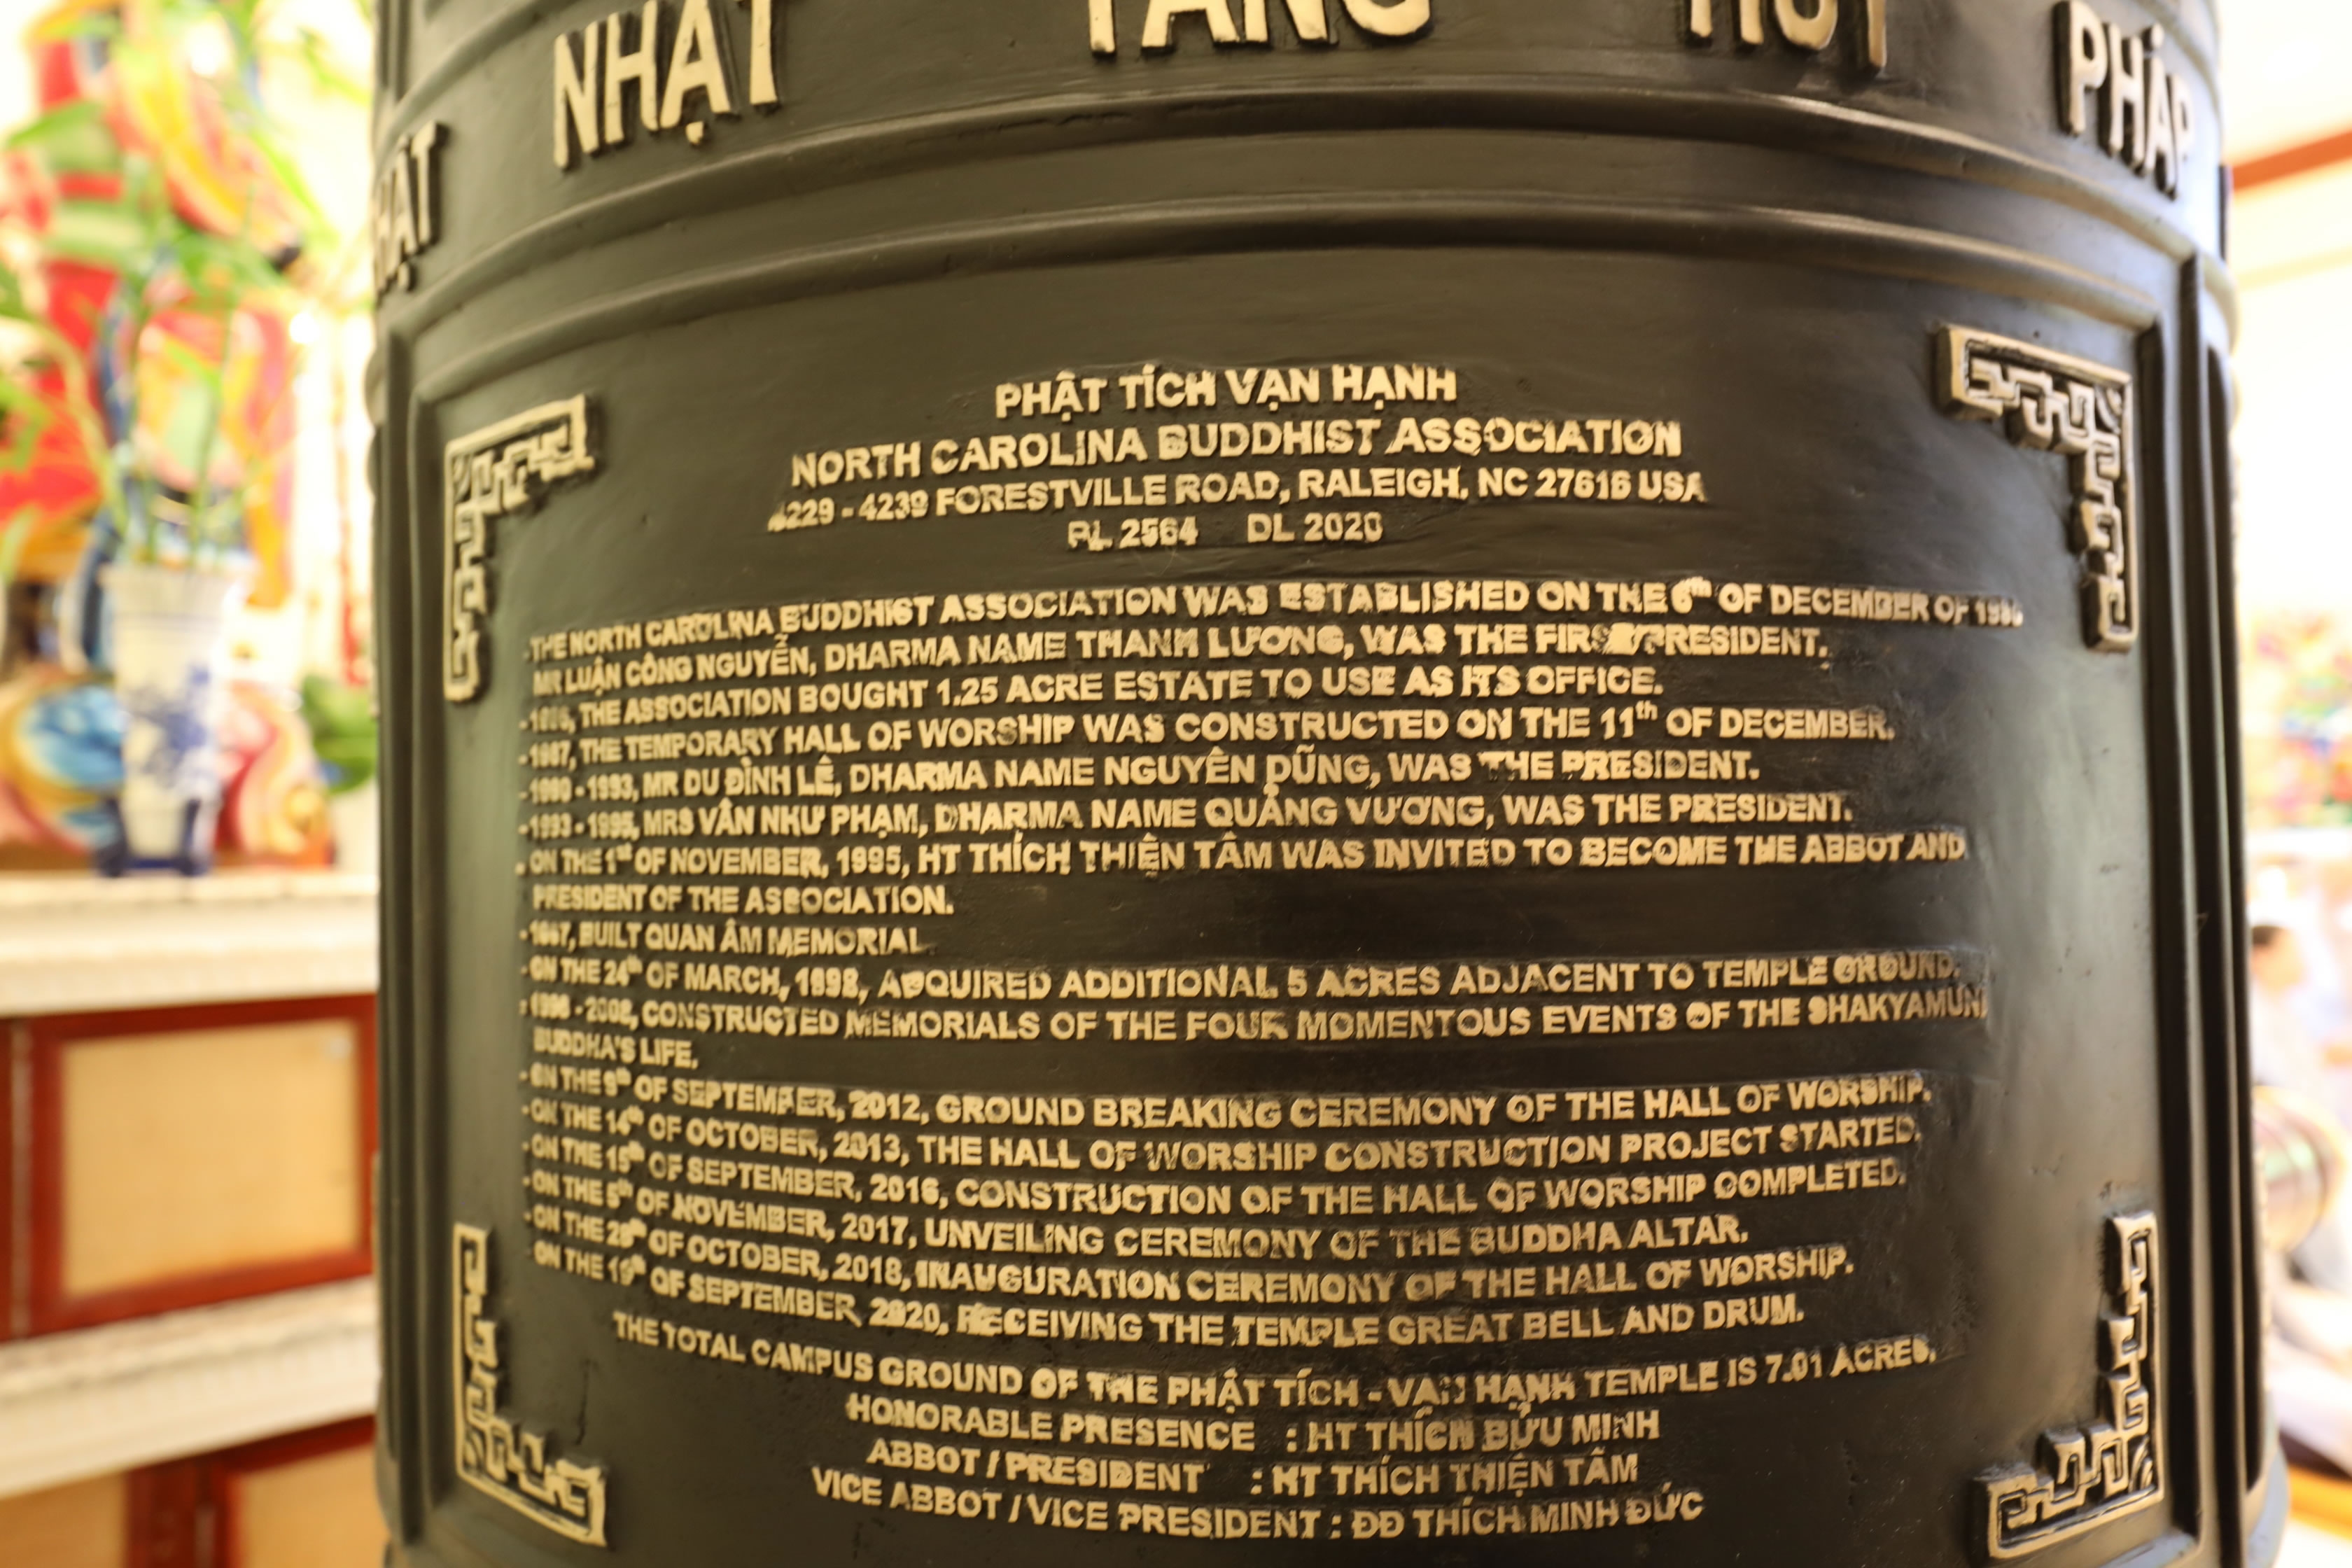 NHẬT TĂNG HUY PHÁP
PHẬT TÍCH VẠN HẠNH
NORTH CAROLINA BUDDHIST ASSOCIATION
4229 - 4239 FORESTVILLE ROAD, RALEIGH, NC 27616 USA
PL 2564 DL 2020
- THE NORTH CAROLINA BUDDHIST ASSOCIATION WAS ESTABLISHED ON THE 6th OF DECEMBER OF
MR LUẬN CÔNG NGUYỄN, DHARMA NAME THANH LƯƠNG, WAS THE FIRST PRESIDENT.
THE ASSOCIATION BOUGHT 1.25 ACRE ESTATE TO USE AS ITS OFFICE.
- 1987, THE TEMPORARY HALL OF WORSHIP WAS CONSTRUCTED ON THE 11th OF DECEMBER.
- 1990 - 1993, MR DU ĐÌNH LÊ, DHARMA NAME NGUYÊN DŨNG, WAS THE PRESIDENT.
- 1993 - 1995, MRS VÂN NHƯ PHẠM, DHARMA NAME QUẢNG VƯƠNG, WAS THE PRESIDENT.
- ON THE 1st OF NOVEMBER, 1995, HT THÍCH THIỆN TÂM WAS INVITED TO BECOME THE ABBOT AND
PRESIDENT OF THE ASSOCIATION.
- 1997, BUILT QUAN ÂM MEMORIAL
- ON THE 24th OF MARCH, 1998, ADQUIRED ADDITIONAL 5 ACRES ADJACENT TO TEMPLE GROUND.
- 1998 - 2008, CONSTRUCTED MEMORIALS OF THE FOUR MOMENTOUS EVENTS OF THE SHAKYAMUNI
BUDDHA'S LIFE.
- ON THE 9th OF SEPTEMBER, 2012, GROUND BREAKING CEREMONY OF THE HALL OF WORSHIP.
- ON THE 14th OF OCTOBER, 2013, THE HALL OF WORSHIP CONSTRUCTION PROJECT STARTED.
- ON THE 15th OF SEPTEMBER, 2016, CONSTRUCTION OF THE HALL OF WORSHIP COMPLETED.
- ON THE 5th OF NOVEMBER, 2017, UNVEILING CEREMONY OF THE BUDDHA ALTAR.
- ON THE 28th OF OCTOBER, 2018, INAUGURATION CEREMONY OF THE HALL OF WORSHIP.
- ON THE 19th OF SEPTEMBER, 2020, RECEIVING THE TEMPLE GREAT BELL AND DRUM.
THE TOTAL CAMPUS GROUND OF THE PHẬT TÍCH - VẠN HẠNH TEMPLE IS 7.01 ACRES.
HONORABLE PRESENCE : HT THÍCH BỬU MINH
ABBOT / PRESIDENT : HT THÍCH THIỆN TÂM
VICE ABBOT / VICE PRESIDENT : ĐĐ THÍCH MINH ĐỨC